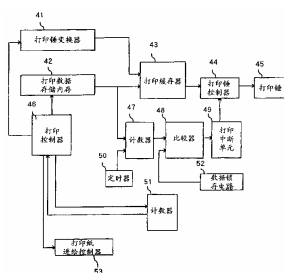 41
打印锤变换器
42
打印数据
存储内存
43
打印缓存器
44
打印锤
控制器
45
打印锤
46
打印
控制器
47
计数器
48
比较器
49
打印
中断
单元
50
定时器
51
计数器
52
数据锁
存电路
打印纸
进给控制器
53